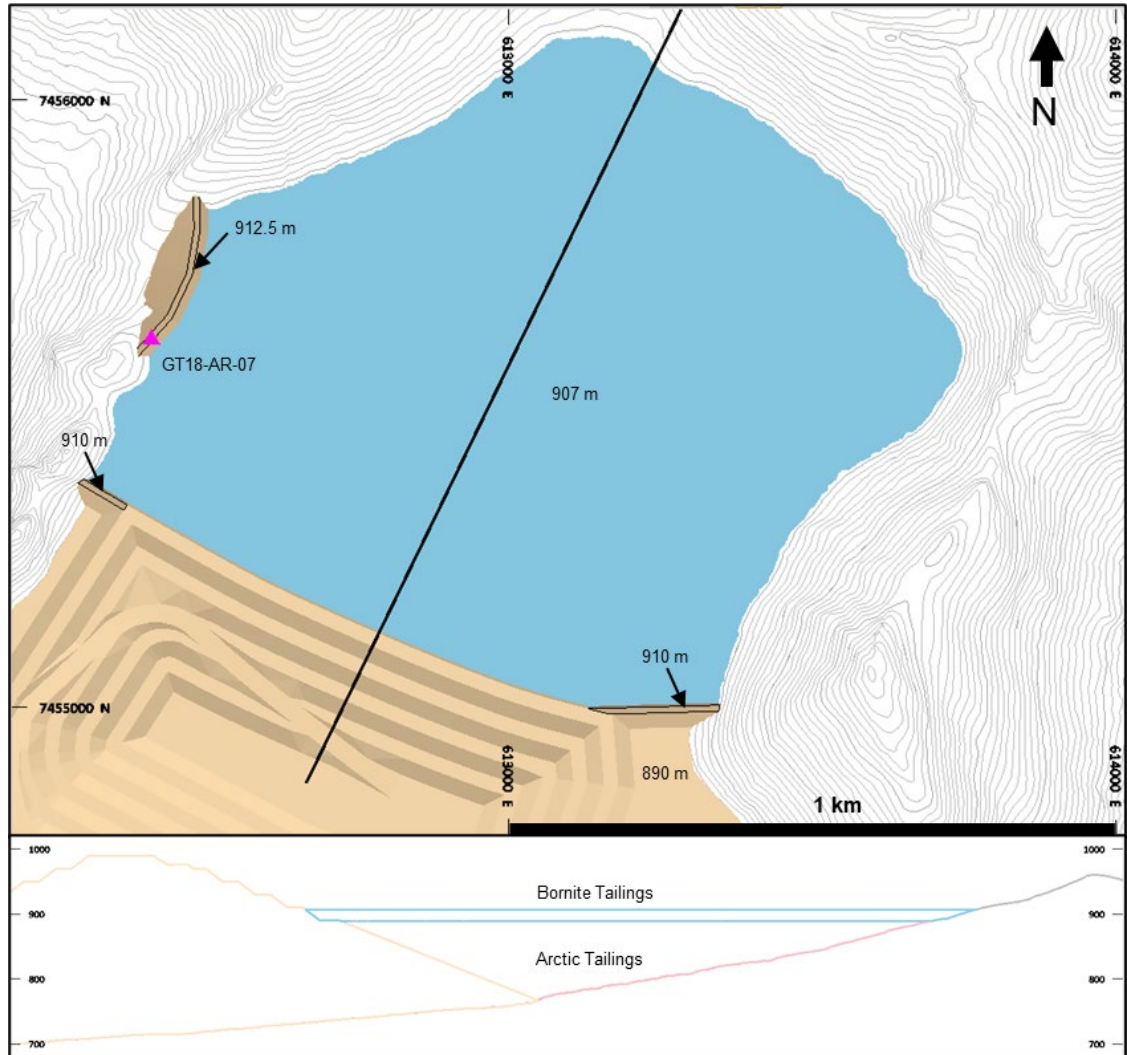 613000 E
614000 E
7456000 N
N
912.5 m
GT18-AR-07
907 m
910 m
910 m
7455000 N
890 m
613000 E
614000 E
1 km
1000
1000
Bornite Tailings
900
900
Arctic Tailings
800
800
700
700